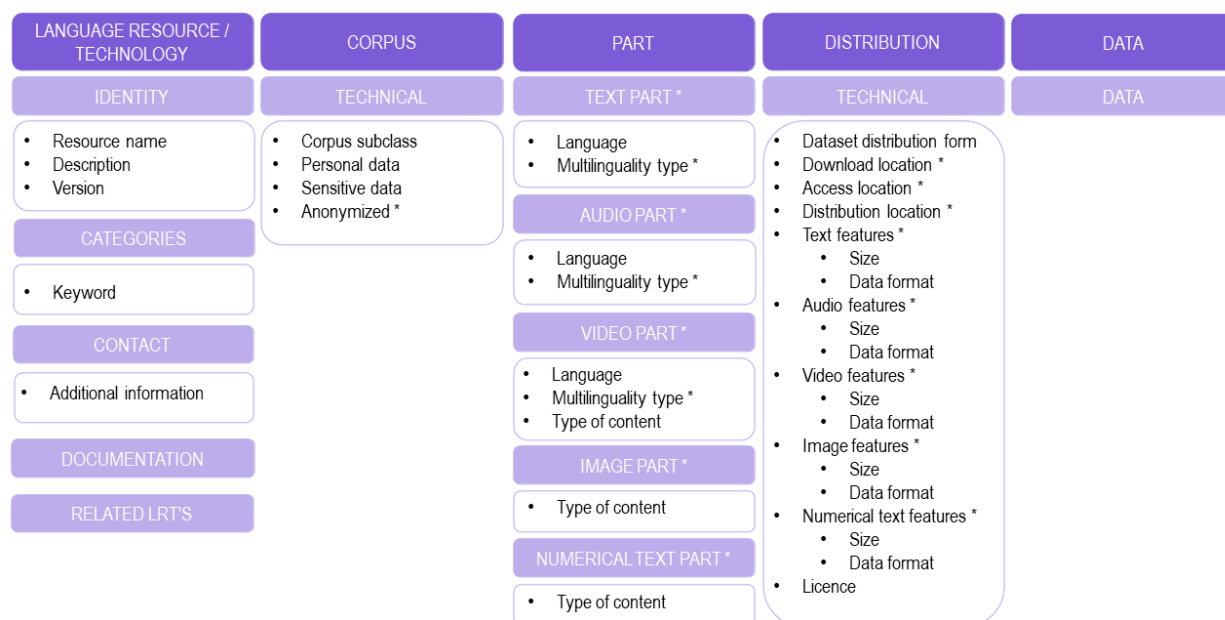 LANGUAGE RESOURCE /
TECHNOLOGY
IDENTITY
• Resource name
• Description
• Version
CATEGORIES
• Keyword
CONTACT
• Additional information
DOCUMENTATION
RELATED LRT'S
CORPUS
TECHNICAL
• Corpus subclass
• Personal data
• Sensitive data
• Anonymized *
PART
TEXT PART *
• Language
• Multilinguality type *
AUDIO PART *
• Language
• Multilinguality type *
VIDEO PART *
• Language
• Multilinguality type *
• Type of content
IMAGE PART *
• Type of content
NUMERICAL TEXT PART *
• Type of content
DISTRIBUTION
TECHNICAL
• Dataset distribution form
• Download location *
• Access location *
• Distribution location *
• Text features *
• Size
• Data format
• Audio features *
• Size
• Data format
• Video features *
• Size
• Data format
• Image features *
• Size
• Data format
• Numerical text features *
• Size
• Data format
• Licence
DATA
DATA